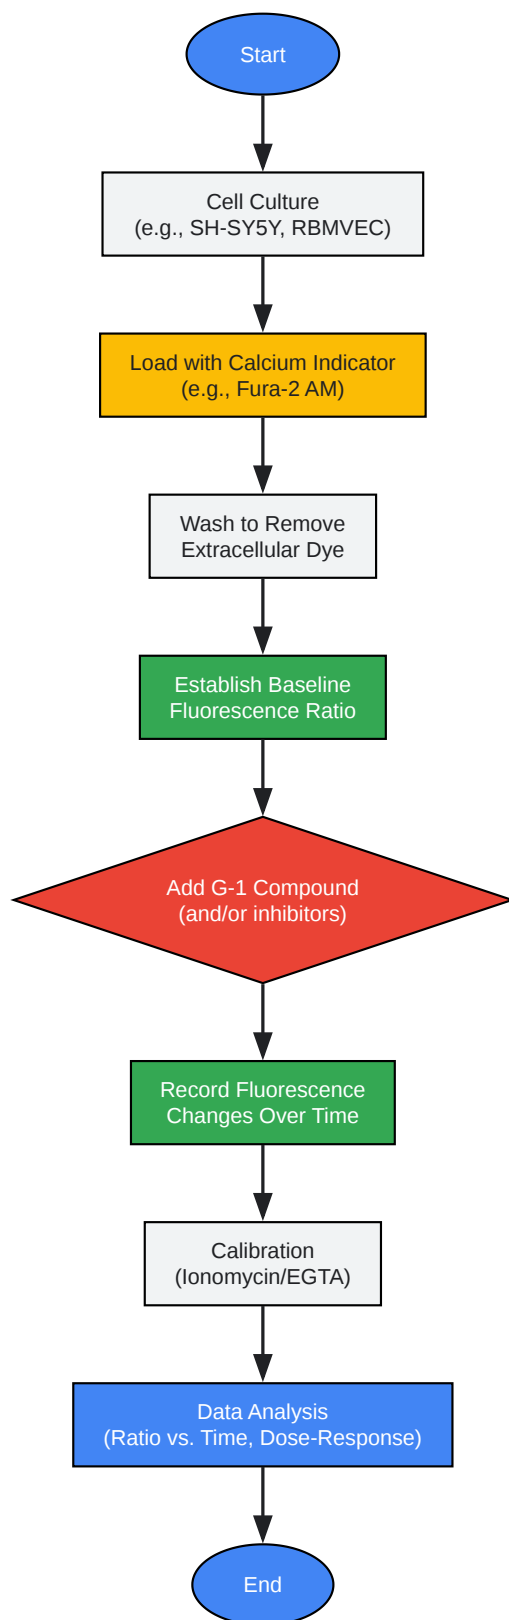 Start
Cell Culture
(e.g., SH-SY5Y, RBMVEC)
Load with Calcium Indicator
(e.g., Fura-2 AM)
Wash to Remove
Extracellular Dye
Establish Baseline
Fluorescence Ratio
Add G-1 Compound
(and/or inhibitors)
Record Fluorescence
Changes Over Time
Calibration
(Ionomycin/EGTA)
Data Analysis
(Ratio vs. Time, Dose-Response)
End